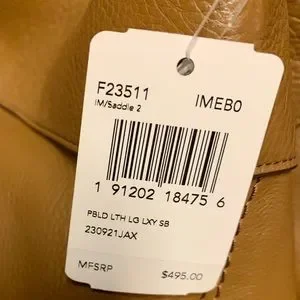 F23511 IMEB0
IM/Saddle 2
1 91202 18475 6
PBLD LTH LG LXY SB
230921JAX
MFSRP $495.00